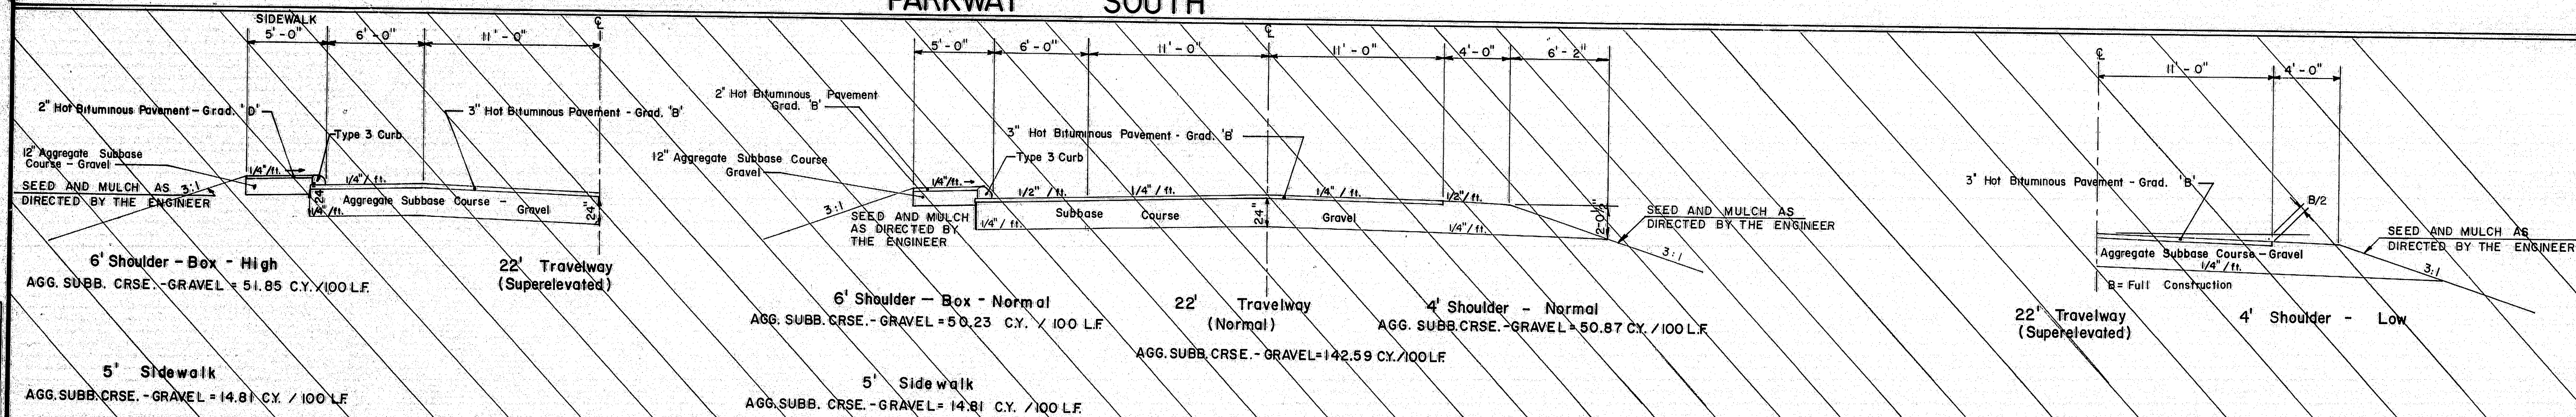 PARKWAY SOUTH
SIDEWALK
5'-0" 6'-0" 11'-0" ℄
2" Hot Bituminous Pavement - Grad. 'D'
3" Hot Bituminous Pavement - Grad. 'B'
Type 3 Curb
12" Aggregate Subbase
Course - Gravel
1/4"/ft.
1/4"/ft.
SEED AND MULCH AS 3:1
DIRECTED BY THE ENGINEER
24"
1/4"/ft.
Aggregate Subbase Course - Gravel
24"
6' Shoulder - Box - High
AGG. SUBB. CRSE. - GRAVEL = 51.85 C.Y. /100 L.F.
22' Travelway
(Superelevated)
5' Sidewalk
AGG. SUBB. CRSE. - GRAVEL = 14.81 C.Y. / 100 L.F.
℄
5'-0" 6'-0" 11'-0" 11'-0" 4'-0" 6'-2"
2" Hot Bituminous Pavement
Grad. 'B'
3" Hot Bituminous Pavement - Grad. 'B'
Type 3 Curb
12" Aggregate Subbase Course
Gravel
1/4"/ft.
1/2" /ft. 1/4" / ft. 1/4" / ft. 1/2"/ft.
3:1
SEED AND MULCH
AS DIRECTED BY
THE ENGINEER
1/4" / ft.
Subbase Course 24" Gravel
1/4"/ft.
2'-0 1/2"
SEED AND MULCH AS
DIRECTED BY THE ENGINEER
3:1
6' Shoulder - Box - Normal
AGG. SUBB. CRSE. - GRAVEL = 50.23 C.Y. / 100 L.F.
22' Travelway
(Normal)
AGG. SUBB. CRSE. - GRAVEL = 142.59 C.Y./100 L.F.
4' Shoulder - Normal
AGG. SUBB. CRSE. - GRAVEL = 50.87 C.Y. /100 L.F.
5' Sidewalk
AGG. SUBB. CRSE. - GRAVEL = 14.81 C.Y. /100 L.F.
℄
11'-0" 4'-0"
3" Hot Bituminous Pavement - Grad. 'B'
B/2
SEED AND MULCH AS
DIRECTED BY THE ENGINEER
Aggregate Subbase Course - Gravel
1/4"/ft.
3:1
B = Full Construction
22' Travelway
(Superelevated)
4' Shoulder - Low